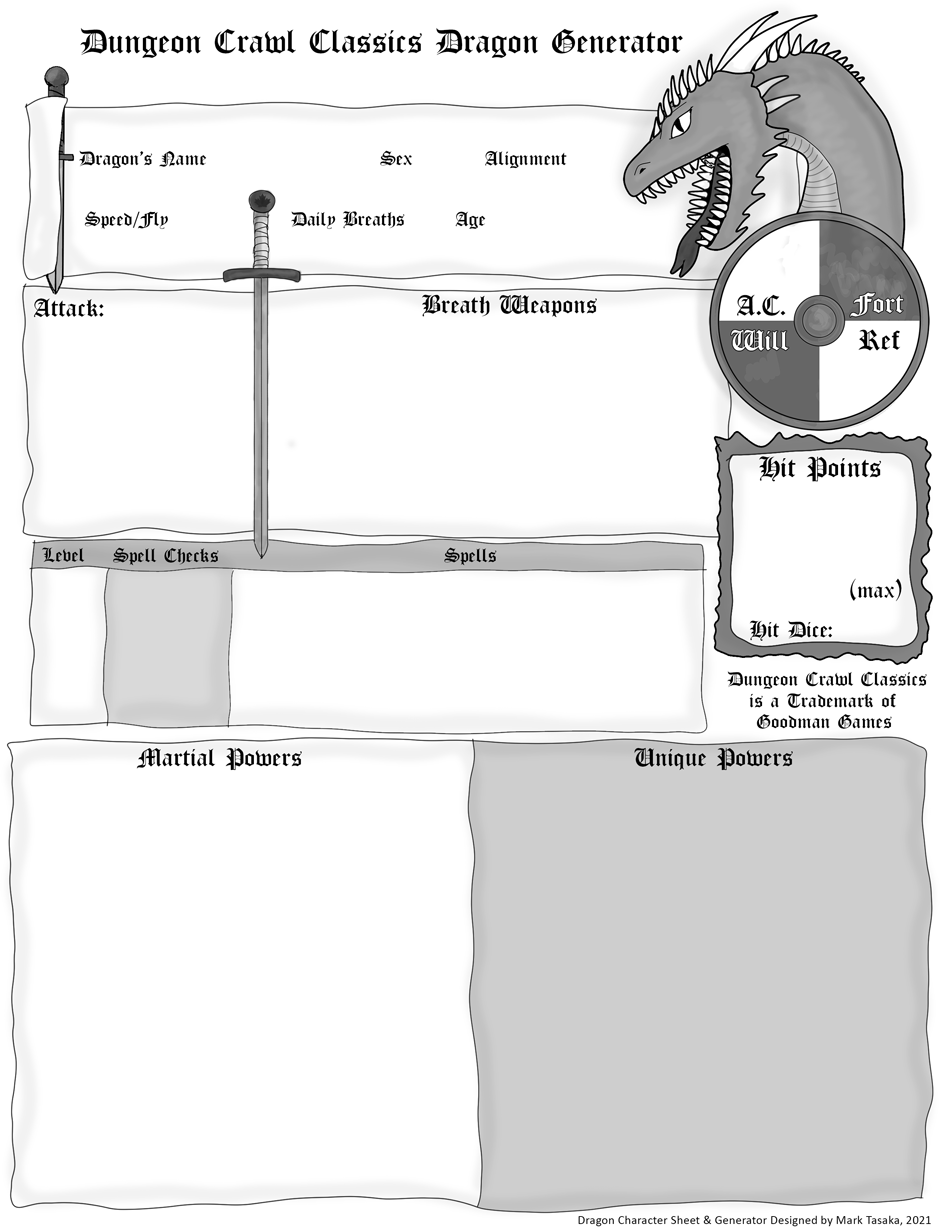 Dungeon Crawl Classics Dragon Generator
Dragon's Name Sex Alignment
Speed/Fly Daily Breaths Age
Attack: Breath Weapons
A.C. Fort
Will Ref
Hit Points
(max)
Hit Dice:
Level Spell Checks Spells
Dungeon Crawl Classics
is a Trademark of
Goodman Games
Martial Powers Unique Powers
Dragon Character Sheet & Generator Designed by Mark Tasaka, 2021